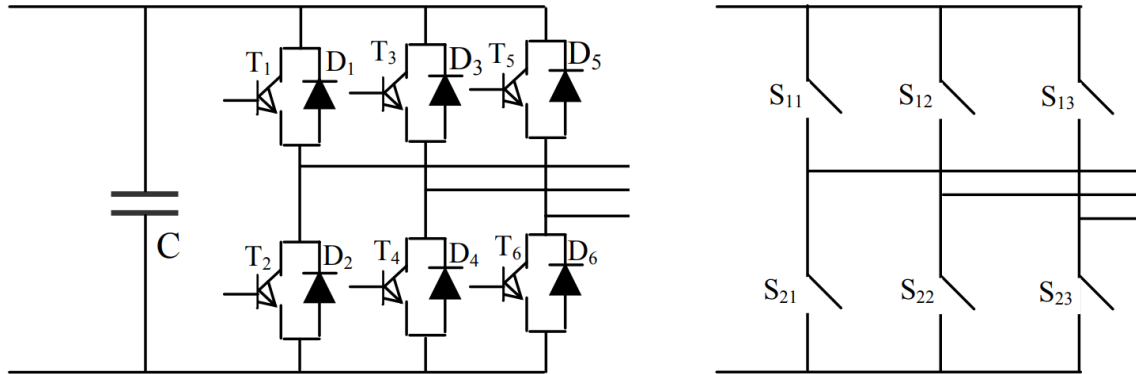 T₁ D₁ T₃ D₃ T₅ D₅
C
T₂ D₂ T₄ D₄ T₆ D₆
S₁₁ S₁₂ S₁₃
S₂₁ S₂₂ S₂₃